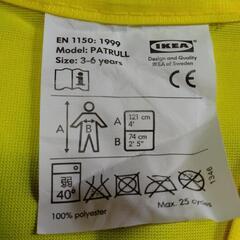 EN 1150: 1999
Model: PATRULL
Size: 3-6 years
IKEA
Design and Quality
IKEA of Sweden
i
CE
A
B
A
121 cm
4'
B
74 cm
2' 5"
40°
100% polyester
Max. 25 cycles
1346